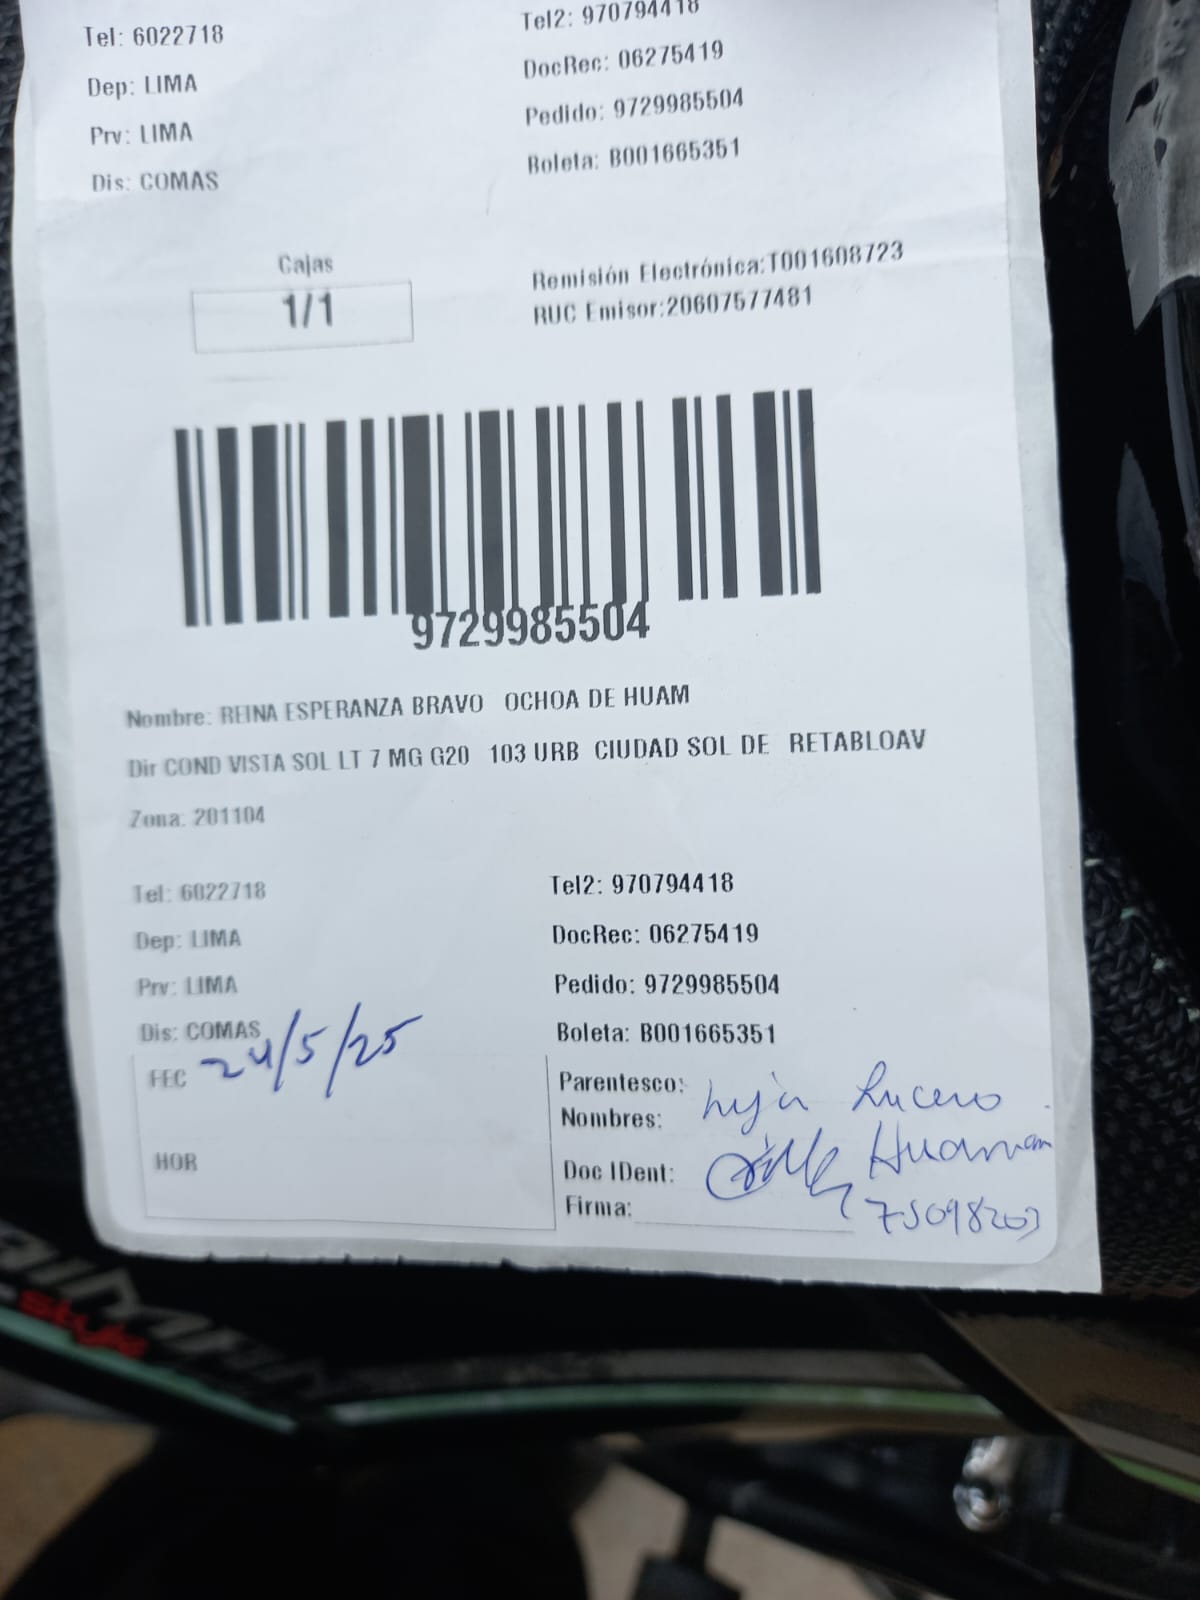 Tel: 6022718
Tel2: 970794418
Dep: LIMA
DocRec: 06275419
Prv: LIMA
Pedido: 9729985504
Dis: COMAS
Boleta: B001665351
Cajas
1/1
Remisión Electrónica:T001608723
RUC Emisor:20607577481
9729985504
Nombre: REINA ESPERANZA BRAVO OCHOA DE HUAM
Dir COND VISTA SOL LT 7 MG G20 103 URB CIUDAD SOL DE RETABLOAV
Zona: 201104
Tel: 6022718
Tel2: 970794418
Dep: LIMA
DocRec: 06275419
Prv: LIMA
Pedido: 9729985504
Dis: COMAS
Boleta: B001665351
FEC 24/5/25
Parentesco: hija Lucero
Nombres: Huaman
HOR
Doc IDent:
Firma: 75098203
style